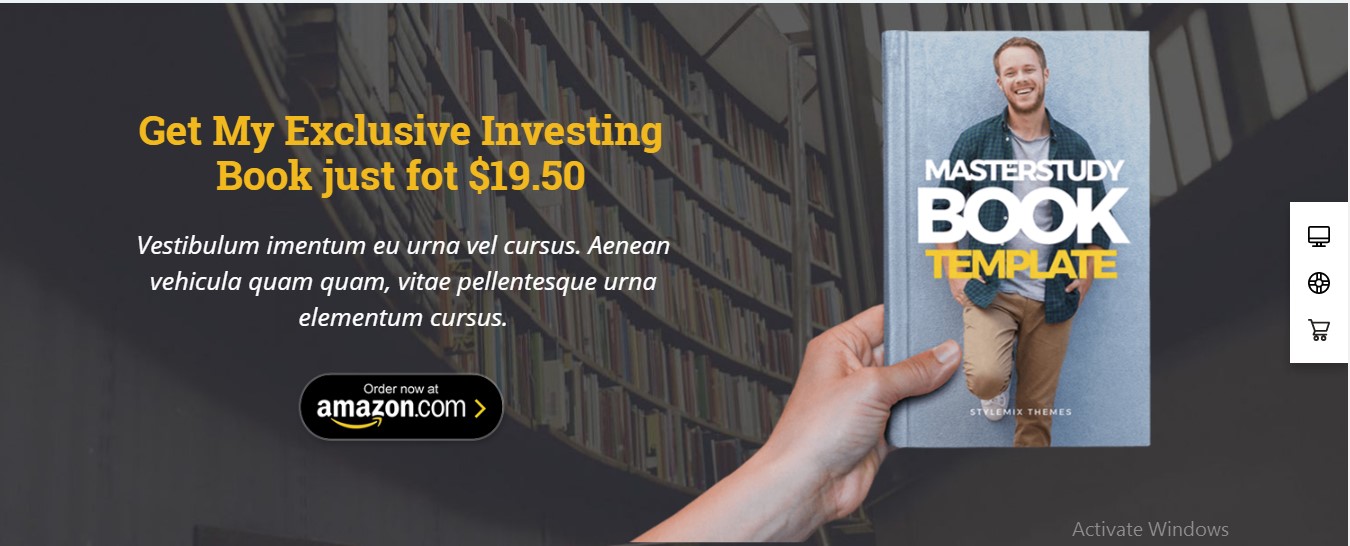 Get My Exclusive Investing
Book just fot $19.50
Vestibulum imentum eu urna vel cursus. Aenean
vehicula quam quam, vitae pellentesque urna
elementum cursus.
Order now at
amazon.com
MASTERSTUDY
BOOK
TEMPLATE
STYLEMIX THEMES
Activate Windows